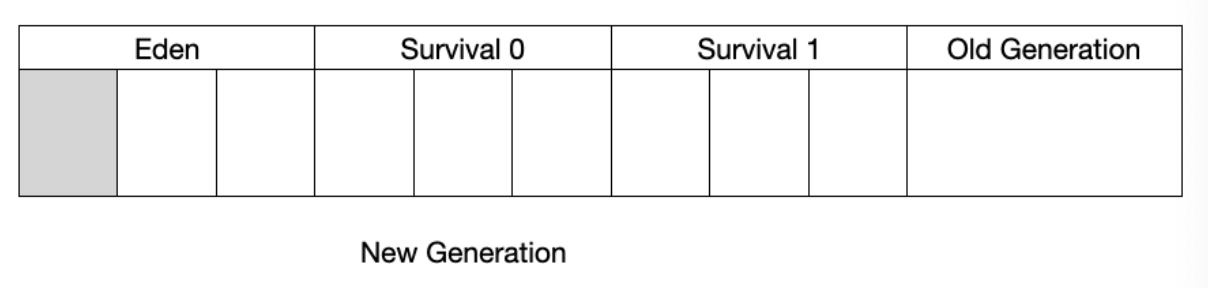 Eden Survival 0 Survival 1 Old Generation
New Generation